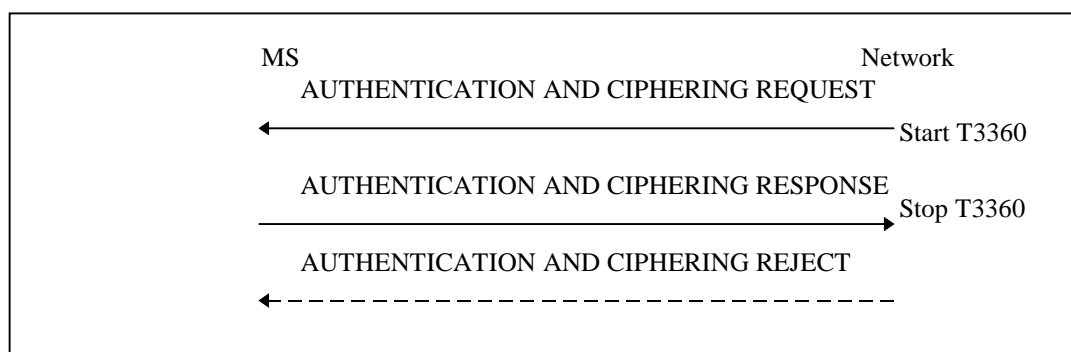 MS Network
AUTHENTICATION AND CIPHERING REQUEST
Start T3360
AUTHENTICATION AND CIPHERING RESPONSE
Stop T3360
AUTHENTICATION AND CIPHERING REJECT